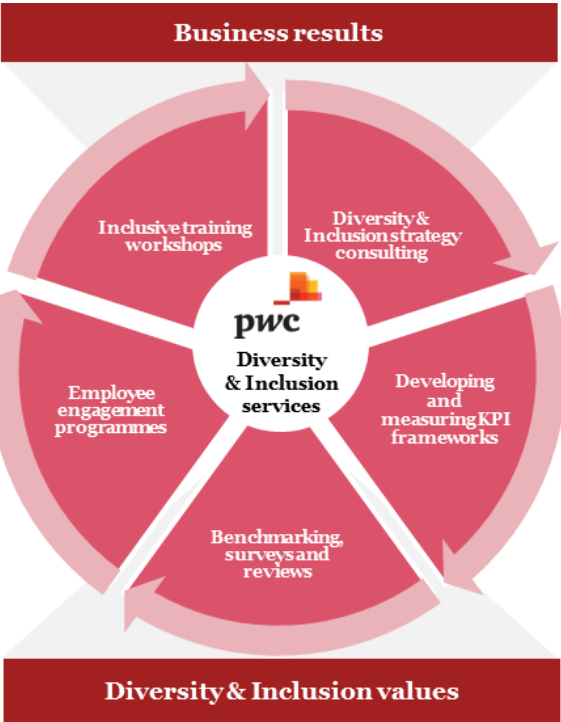 Business results
Inclusive training
workshops
Diversity &
Inclusion strategy
consulting
pwc
Diversity
& Inclusion
services
Employee
engagement
programmes
Developing
and
measuring KPI
frameworks
Benchmarking,
surveys and
reviews
Diversity & Inclusion values